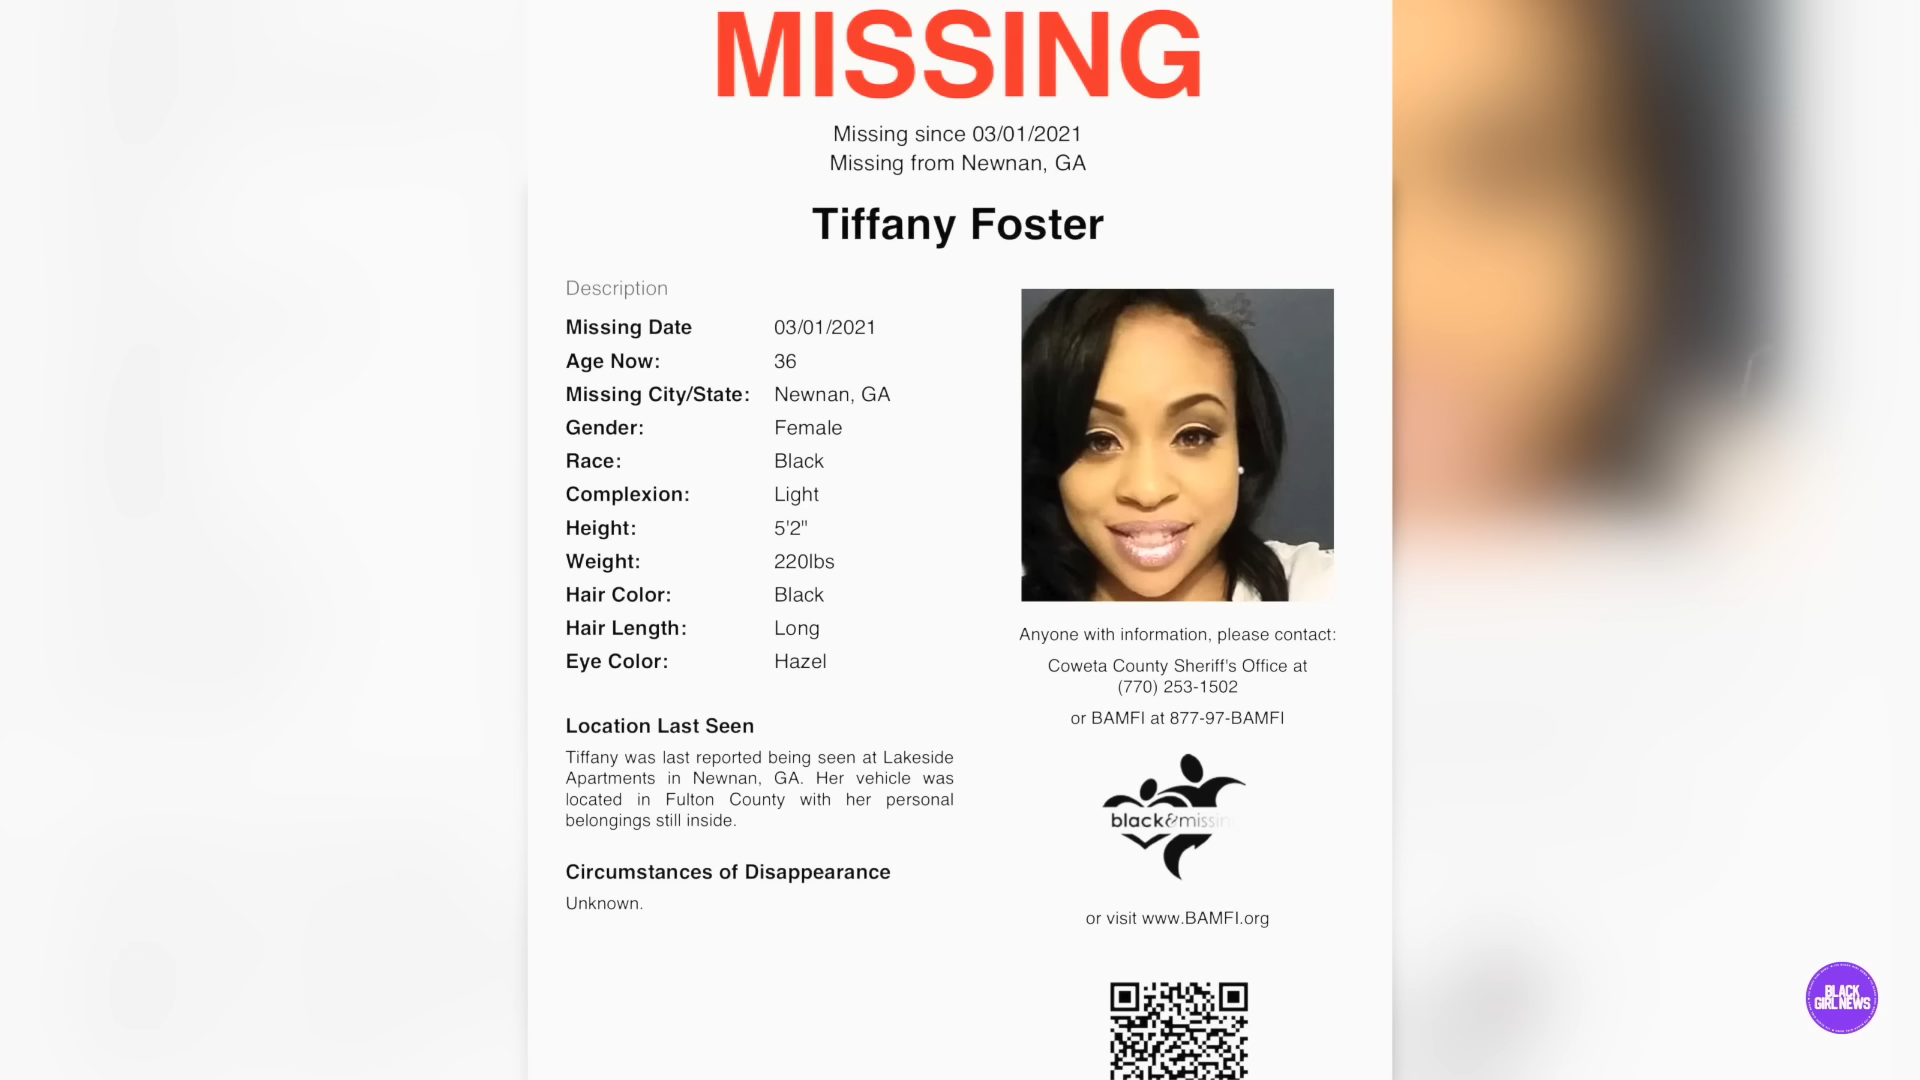 MISSING
Missing since 03/01/2021
Missing from Newnan, GA
Tiffany Foster
Description
Missing Date 03/01/2021
Age Now: 36
Missing City/State: Newnan, GA
Gender: Female
Race: Black
Complexion: Light
Height: 5'2"
Weight: 220lbs
Hair Color: Black
Hair Length: Long
Eye Color: Hazel
Location Last Seen
Tiffany was last reported being seen at Lakeside
Apartments in Newnan, GA. Her vehicle was
located in Fulton County with her personal
belongings still inside.
Circumstances of Disappearance
Unknown.
Anyone with information, please contact:
Coweta County Sheriff's Office at
(770) 253-1502
or BAMFI at 877-97-BAMFI
black&missin
or visit www.BAMFI.org
BLACK
GIRL NEWS